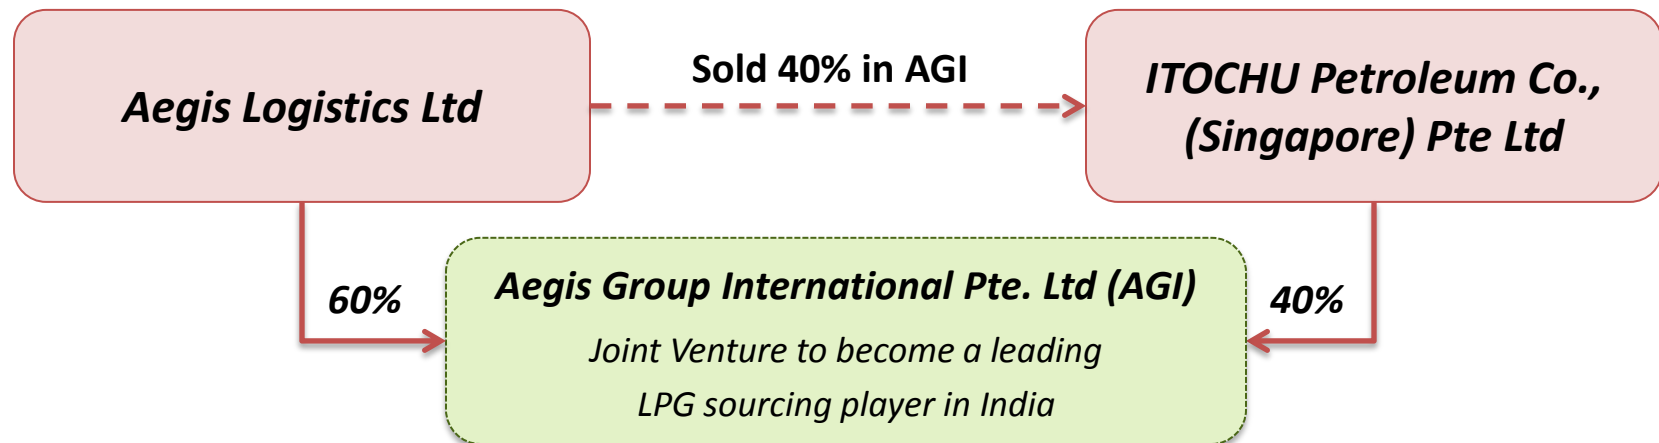 Aegis Logistics Ltd
Sold 40% in AGI
ITOCHU Petroleum Co.,
(Singapore) Pte Ltd
60%
Aegis Group International Pte. Ltd (AGI)
Joint Venture to become a leading
LPG sourcing player in India
40%